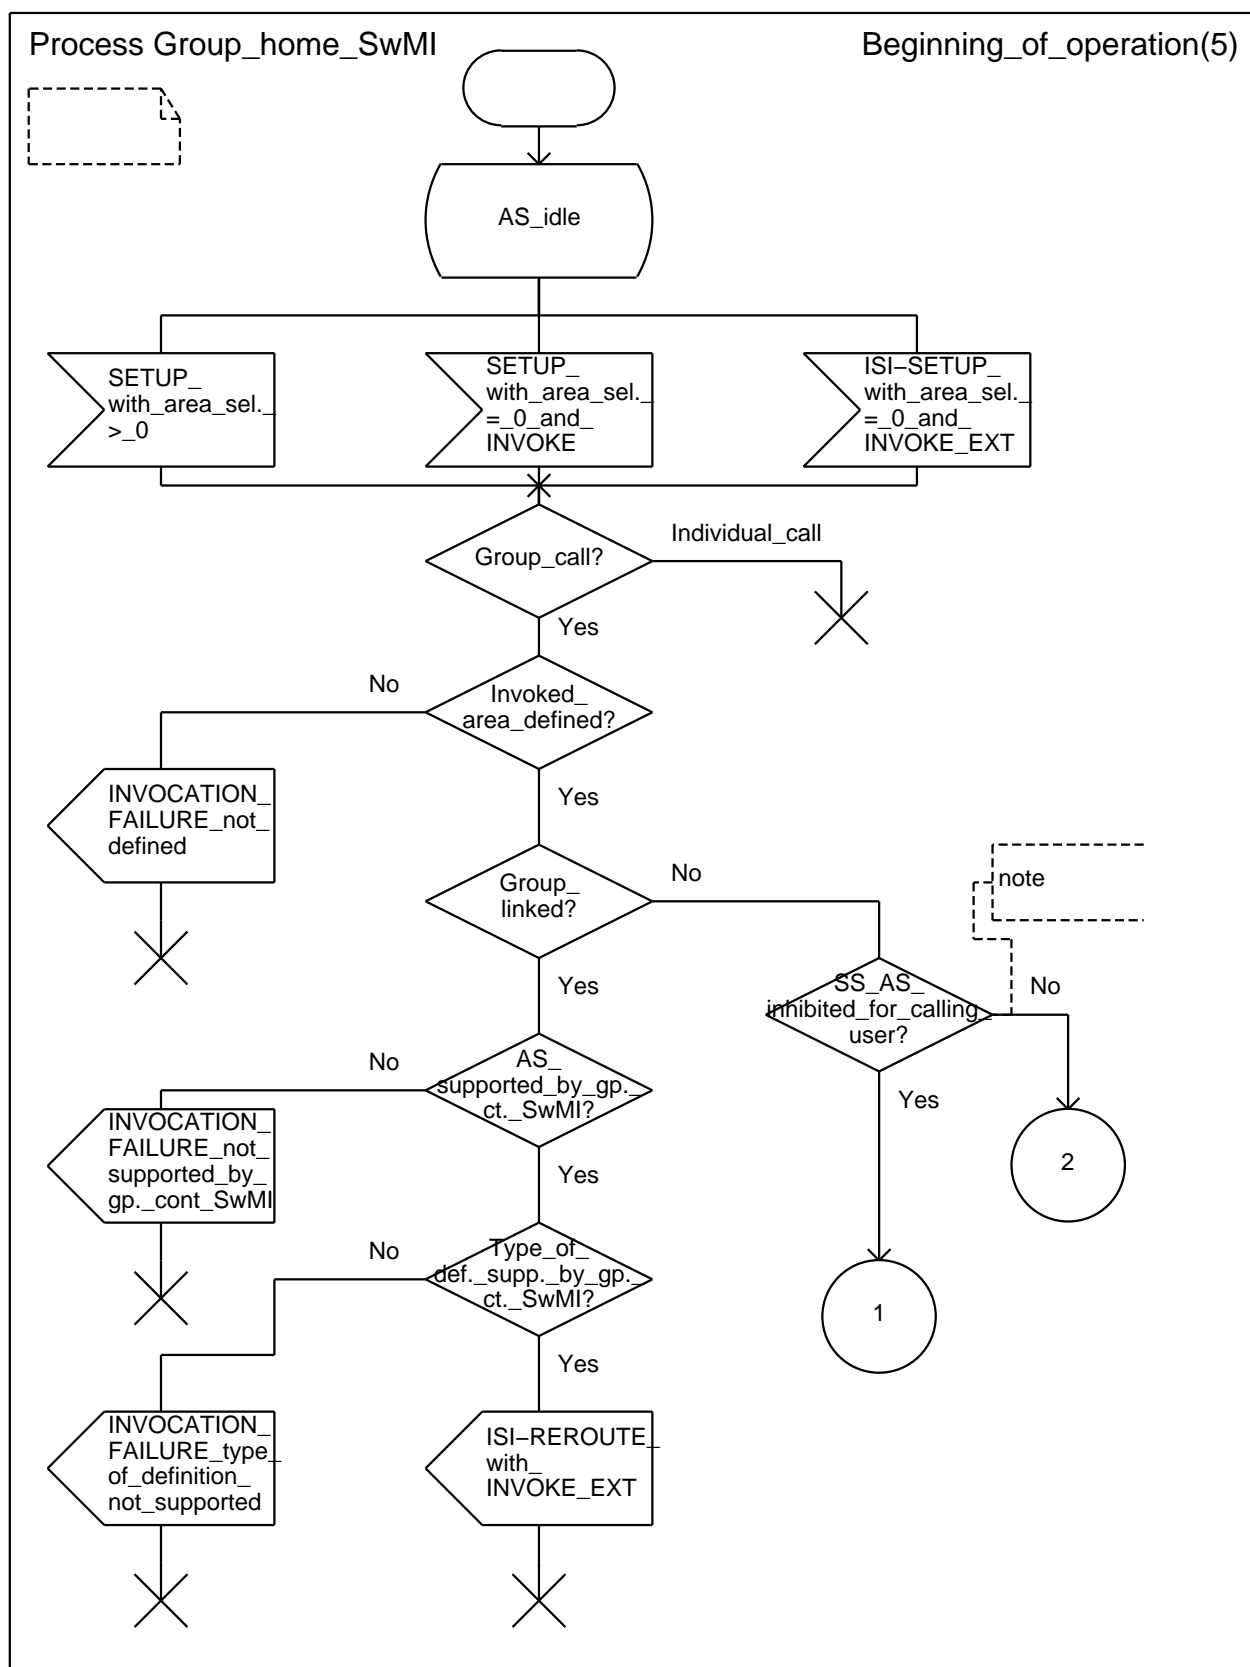 Process Group_home_SwMI
Beginning_of_operation(5)
AS_idle
SETUP_
with_area_sel._
>_0
SETUP_
with_area_sel._
=_0_and_
INVOKE
ISI−SETUP_
with_area_sel._
=_0_and_
INVOKE_EXT
Group_call?
Individual_call
Yes
Invoked_
area_defined?
No
Yes
INVOCATION_
FAILURE_not_
defined
Group_
linked?
No
Yes
note
SS_AS_
inhibited_for_calling_
user?
No
Yes
AS_
supported_by_gp._
ct._SwMI?
No
Yes
INVOCATION_
FAILURE_not_
supported_by_
gp._cont_SwMI
2
Type_of_
def._supp._by_gp._
ct._SwMI?
No
Yes
1
INVOCATION_
FAILURE_type_
of_definition_
not_supported
ISI−REROUTE_
with_
INVOKE_EXT